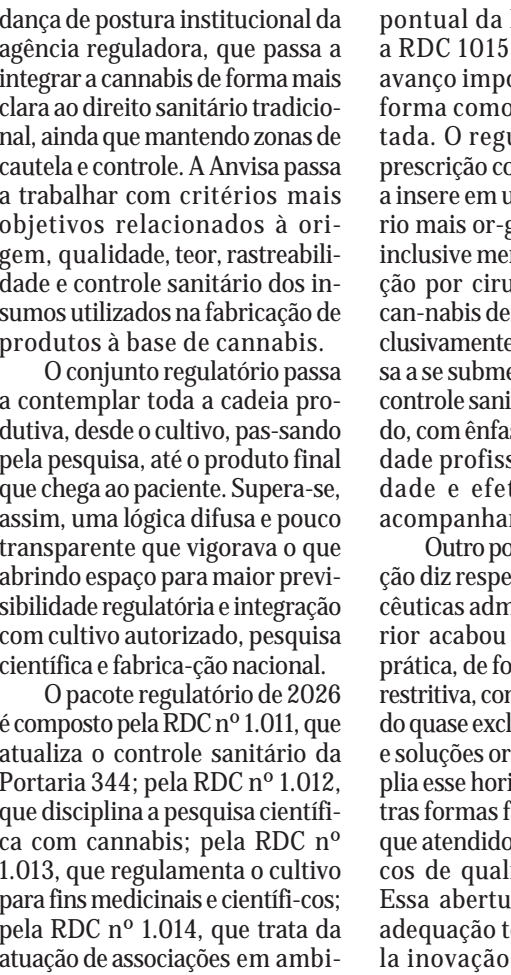 dança de postura institucional da
agência reguladora, que passa a
integrar a cannabis de forma mais
clara ao direito sanitário tradicio-
nal, ainda que mantendo zonas de
cautela e controle. A Anvisa passa
a trabalhar com critérios mais
objetivos relacionados à ori-
gem, qualidade, teor, rastreabili-
dade e controle sanitário dos in-
sumos utilizados na fabricação de
produtos à base de cannabis.
O conjunto regulatório passa
a contemplar toda a cadeia pro-
dutiva, desde o cultivo, pas-sando
pela pesquisa, até o produto final
que chega ao paciente. Supera-se,
assim, uma lógica difusa e pouco
transparente que vigorava o que
abrindo espaço para maior previ-
sibilidade regulatória e integração
com cultivo autorizado, pesquisa
científica e fabrica-ção nacional.
O pacote regulatório de 2026
é composto pela RDC nº 1.011, que
atualiza o controle sanitário da
Portaria 344; pela RDC nº 1.012,
que disciplina a pesquisa científi-
ca com cannabis; pela RDC nº
1.013, que regulamenta o cultivo
para fins medicinais e científi-cos;
pela RDC nº 1.014, que trata da
atuação de associações em ambi-
pontual da
a RDC 1015
avanço impo
forma como
tada. O regu
prescrição co
a insere em u
rio mais or-g
inclusive me
ção por ciru
can-nabis de
clusivamente
sa a se subme
controle sani
do, com ênfas
dade profiss
dade e efet
acompanhar
Outro po
ção diz respe
cêuticas adm
rior acabou
prática, de fo
restritiva, con
do quase excl
e soluções or
plia esse hori
tras formas f
que atendido
cos de quali
Essa abertu
adequação te
la inovação